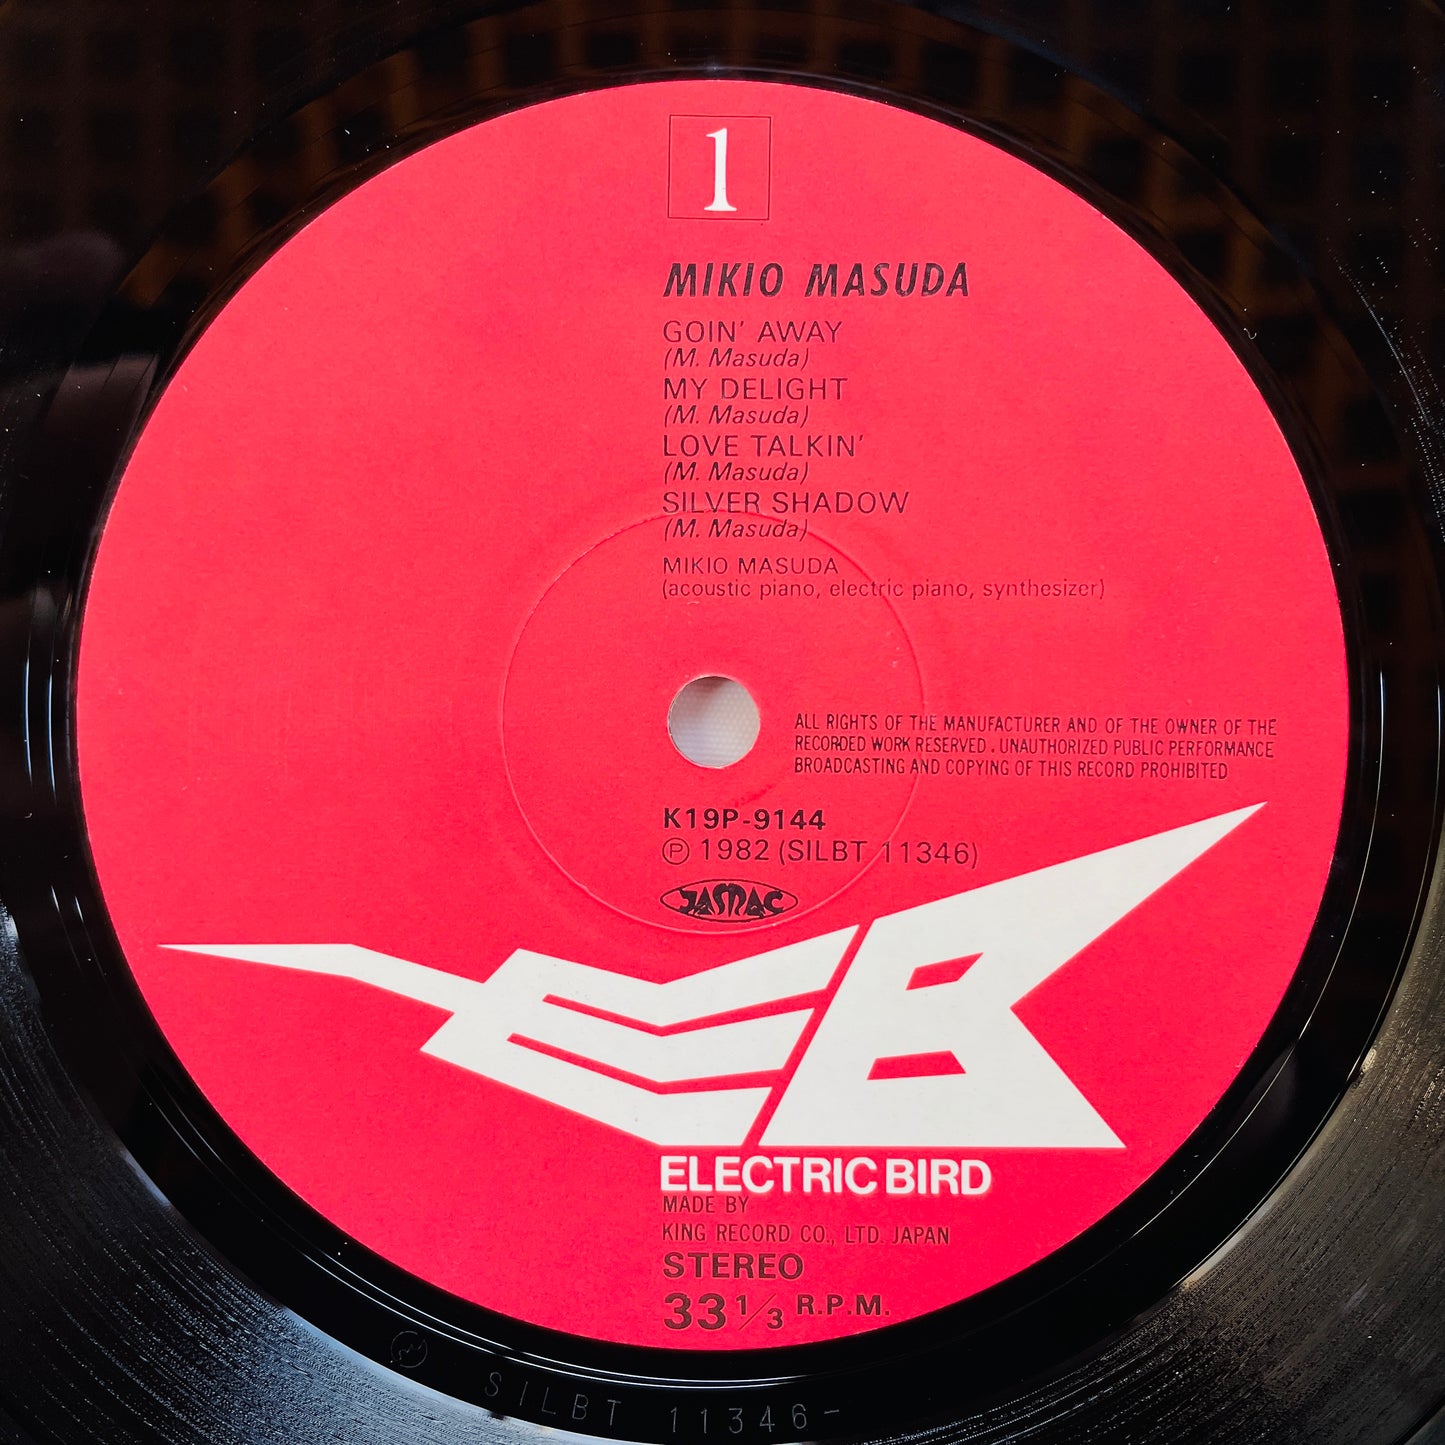 1
MIKIO MASUDA
GOIN' AWAY
(M. Masuda)
MY DELIGHT
(M. Masuda)
LOVE TALKIN'
(M. Masuda)
SILVER SHADOW
(M. Masuda)
MIKIO MASUDA
(acoustic piano, electric piano, synthesizer)
ALL RIGHTS OF THE MANUFACTURER AND OF THE OWNER OF THE
RECORDED WORK RESERVED. UNAUTHORIZED PUBLIC PERFORMANCE
BROADCASTING AND COPYING OF THIS RECORD PROHIBITED
K19P-9144
℗ 1982 (SILBT 11346)
JASRAC
EB
ELECTRIC BIRD
MADE BY
KING RECORD CO., LTD. JAPAN
STEREO
33 1/3 R.P.M.
SILBT 11346-